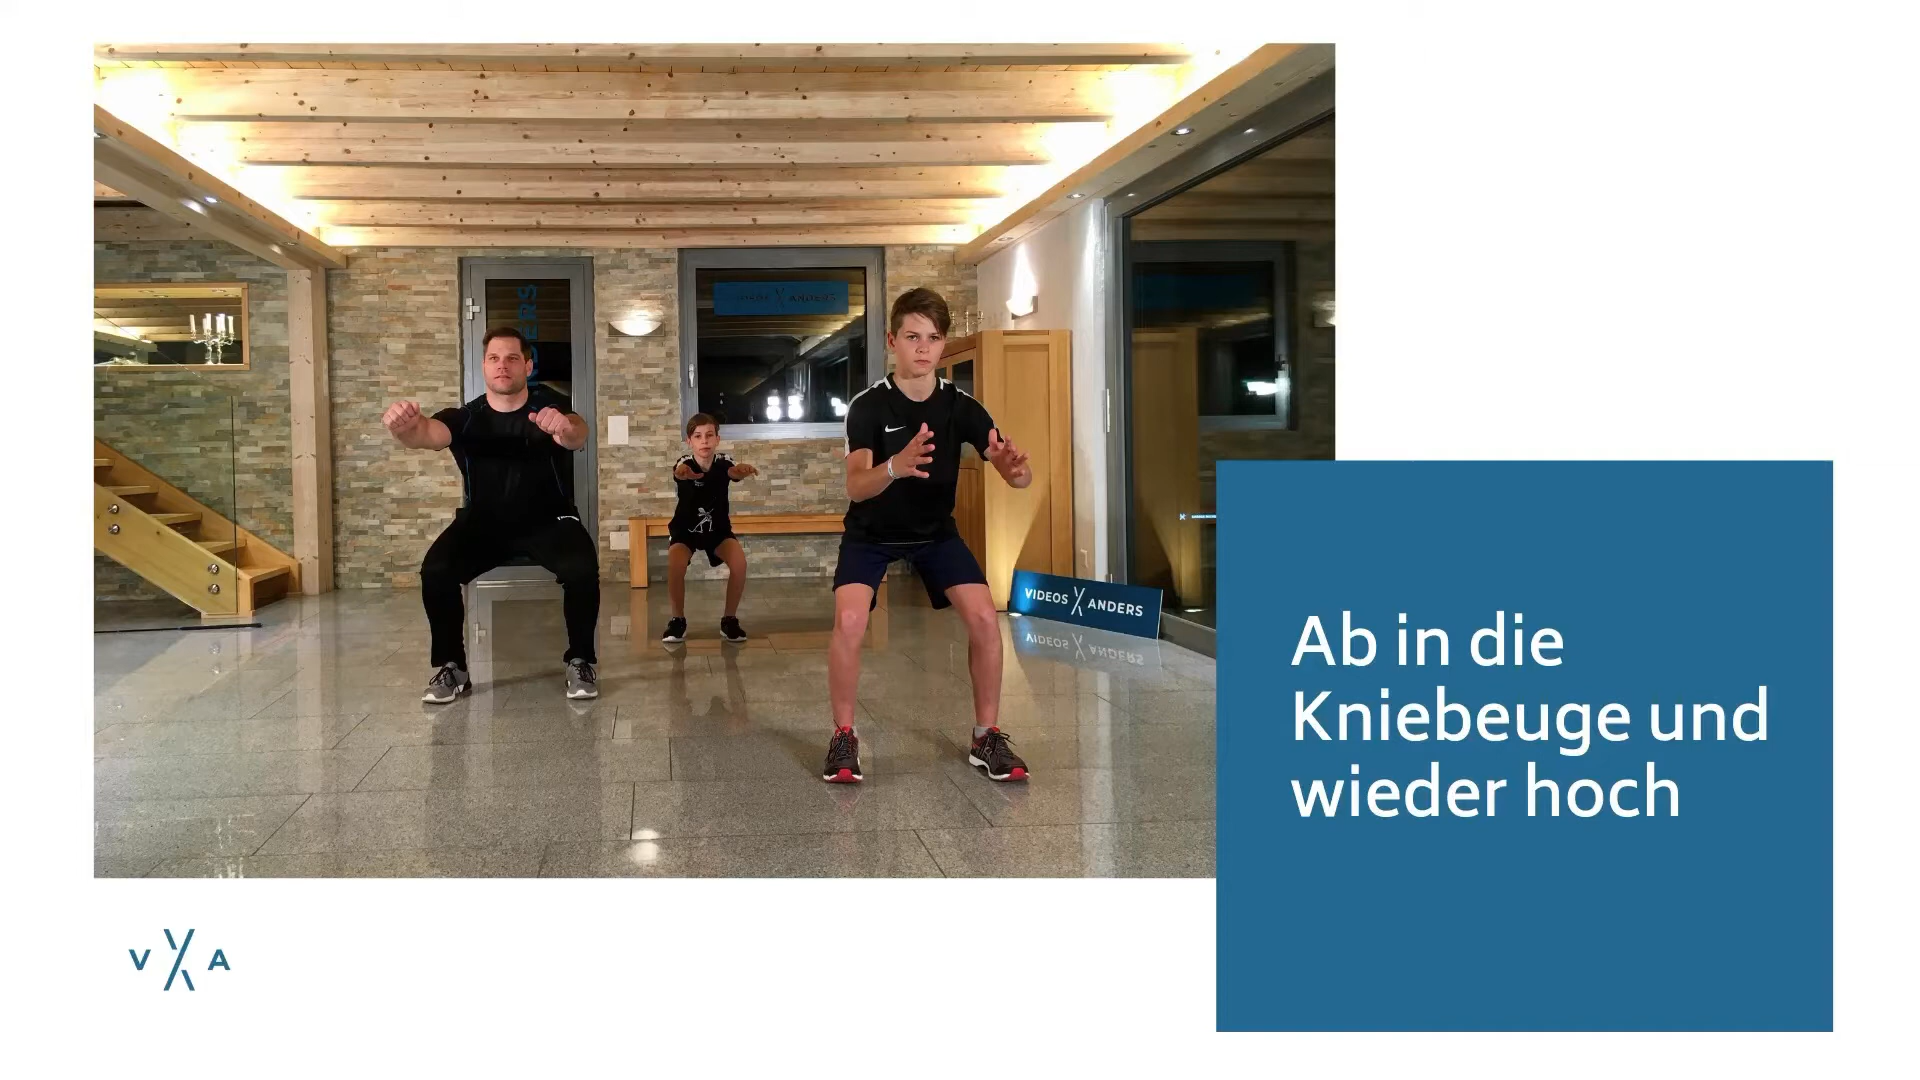 VIDEOS X ANDERS
Ab in die
Kniebeuge und
wieder hoch
V X A